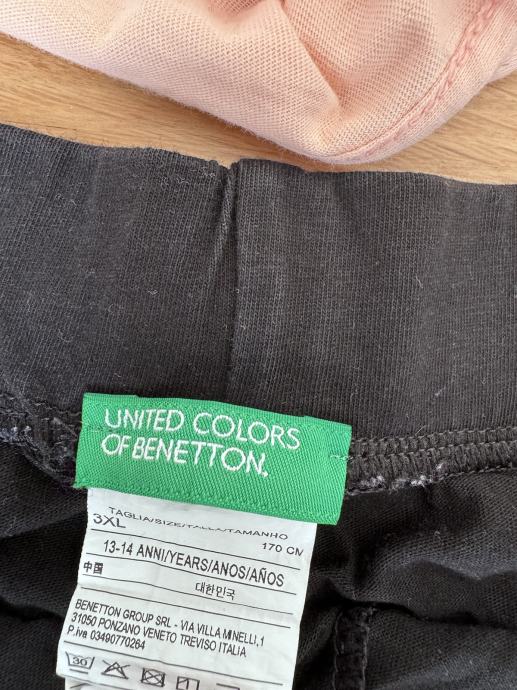 UNITED COLORS
OF BENETTON.
TAGLIA/SIZE/TALLA/TAMANHO
3XL 170 CM
13-14 ANNI/YEARS/ANOS/AÑOS
中国 대한민국
BENETTON GROUP SRL - VIA VILLA MINELLI,1
31050 PONZANO VENETO TREVISO ITALIA
P.iva 03490770264
30